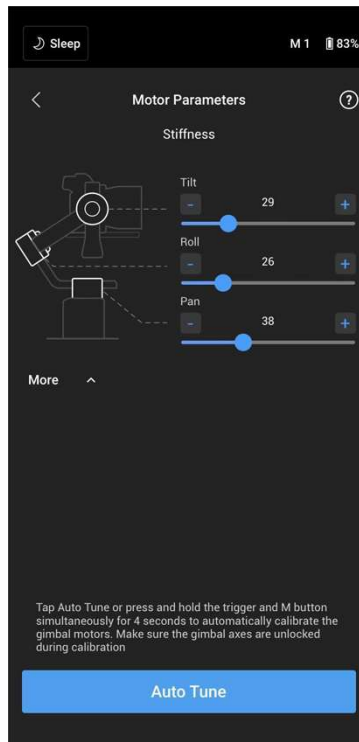 Sleep
M 1 83%
Motor Parameters
?
Stiffness
Tilt
- 29 +
Roll
- 26 +
Pan
- 38 +
More
Tap Auto Tune or press and hold the trigger and M button
simultaneously for 4 seconds to automatically calibrate the
gimbal motors. Make sure the gimbal axes are unlocked
during calibration
Auto Tune